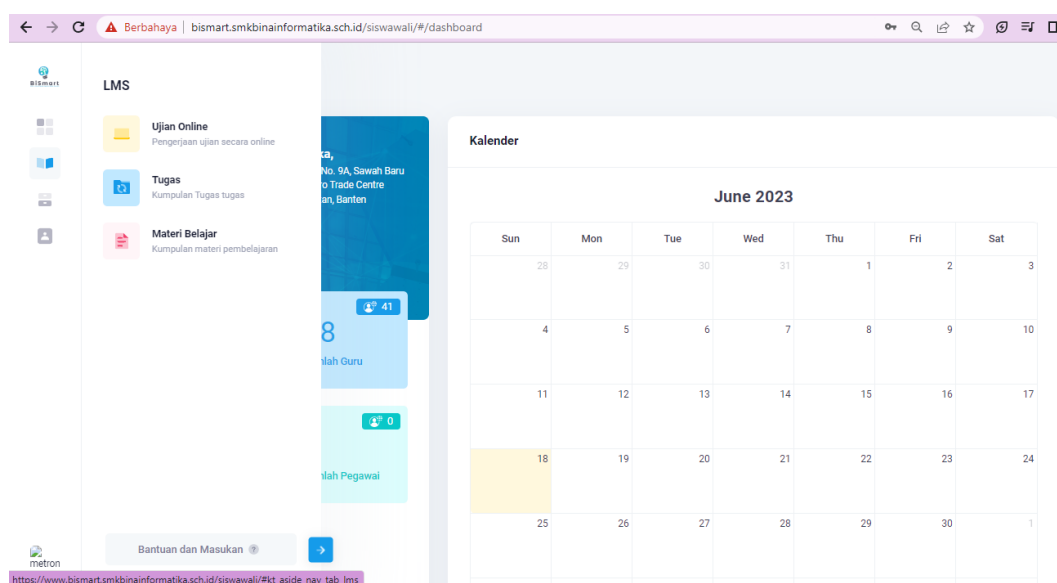 Berbahaya bismart.smkbinainformatika.sch.id/siswawali/#/dashboard
BISmart
LMS
Ujian Online
Pengerjaan ujian secara online
Tugas
Kumpulan Tugas tugas
Materi Belajar
Kumpulan materi pembelajaran
Bantuan dan Masukan ?
metron
https://www.bismart.smkbinainformatika.sch.id/siswawali/#kt_aside_nav_tab_lms
ka,
No. 9A, Sawah Baru
o Trade Centre
an, Banten
41
8
nlah Guru
0
nlah Pegawai
Kalender
June 2023
Sun Mon Tue Wed Thu Fri Sat
28 29 30 31 1 2 3
4 5 6 7 8 9 10
11 12 13 14 15 16 17
18 19 20 21 22 23 24
25 26 27 28 29 30 1